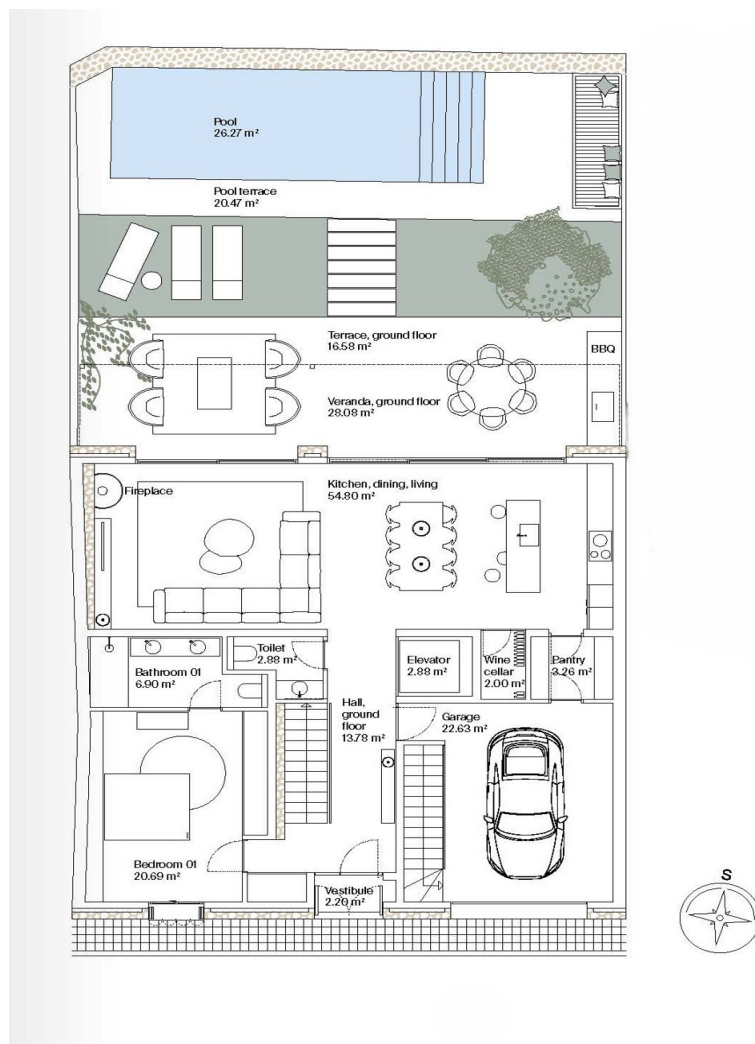 Pool
26.27 m²
Pool terrace
20.47 m²
Terrace, ground floor
16.58 m²
BBQ
Veranda, ground floor
28.08 m²
Fireplace
Kitchen, dining, living
54.80 m²
Toilet
2.88 m²
Bathroom 01
6.90 m²
Elevator
2.88 m²
Wine
cellar
2.00 m²
Pantry
3.26 m²
Hall,
ground
floor
13.78 m²
Garage
22.63 m²
Bedroom 01
20.69 m²
Vestibule
2.20 m²
S